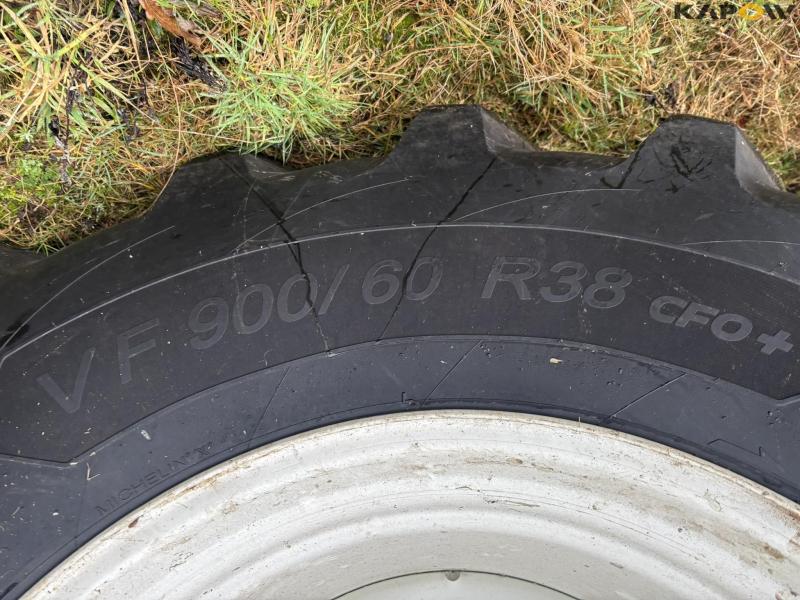 KAPOW
VF 900/60 R38 CFO+
MICHELIN